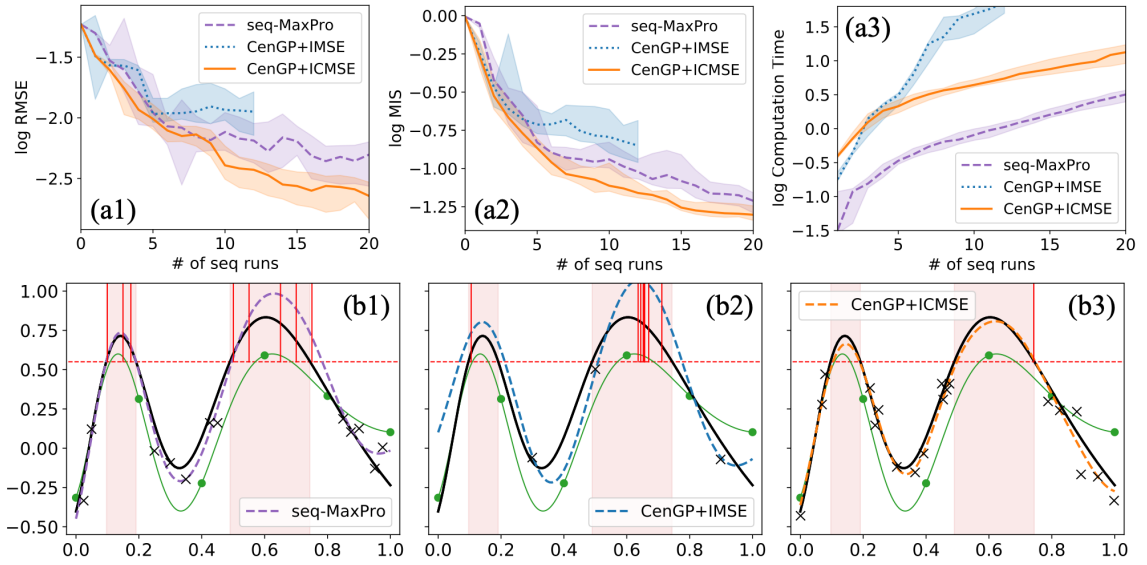 seq-MaxPro
CenGP+IMSE
CenGP+ICMSE
(a1)
log RMSE
−1.5
−2.0
−2.5
0
5
10
15
20
# of seq runs
seq-MaxPro
CenGP+IMSE
CenGP+ICMSE
(a2)
log MIS
0.00
−0.25
−0.50
−0.75
−1.00
−1.25
0
5
10
15
20
# of seq runs
(a3)
seq-MaxPro
CenGP+IMSE
CenGP+ICMSE
log Computation Time
1.5
1.0
0.5
0.0
−0.5
−1.0
−1.5
5
10
15
20
# of seq runs
(b1)
seq-MaxPro
1.00
0.75
0.50
0.25
0.00
−0.25
−0.50
0.0
0.2
0.4
0.6
0.8
1.0
(b2)
CenGP+IMSE
0.0
0.2
0.4
0.6
0.8
1.0
CenGP+ICMSE
(b3)
0.0
0.2
0.4
0.6
0.8
1.0